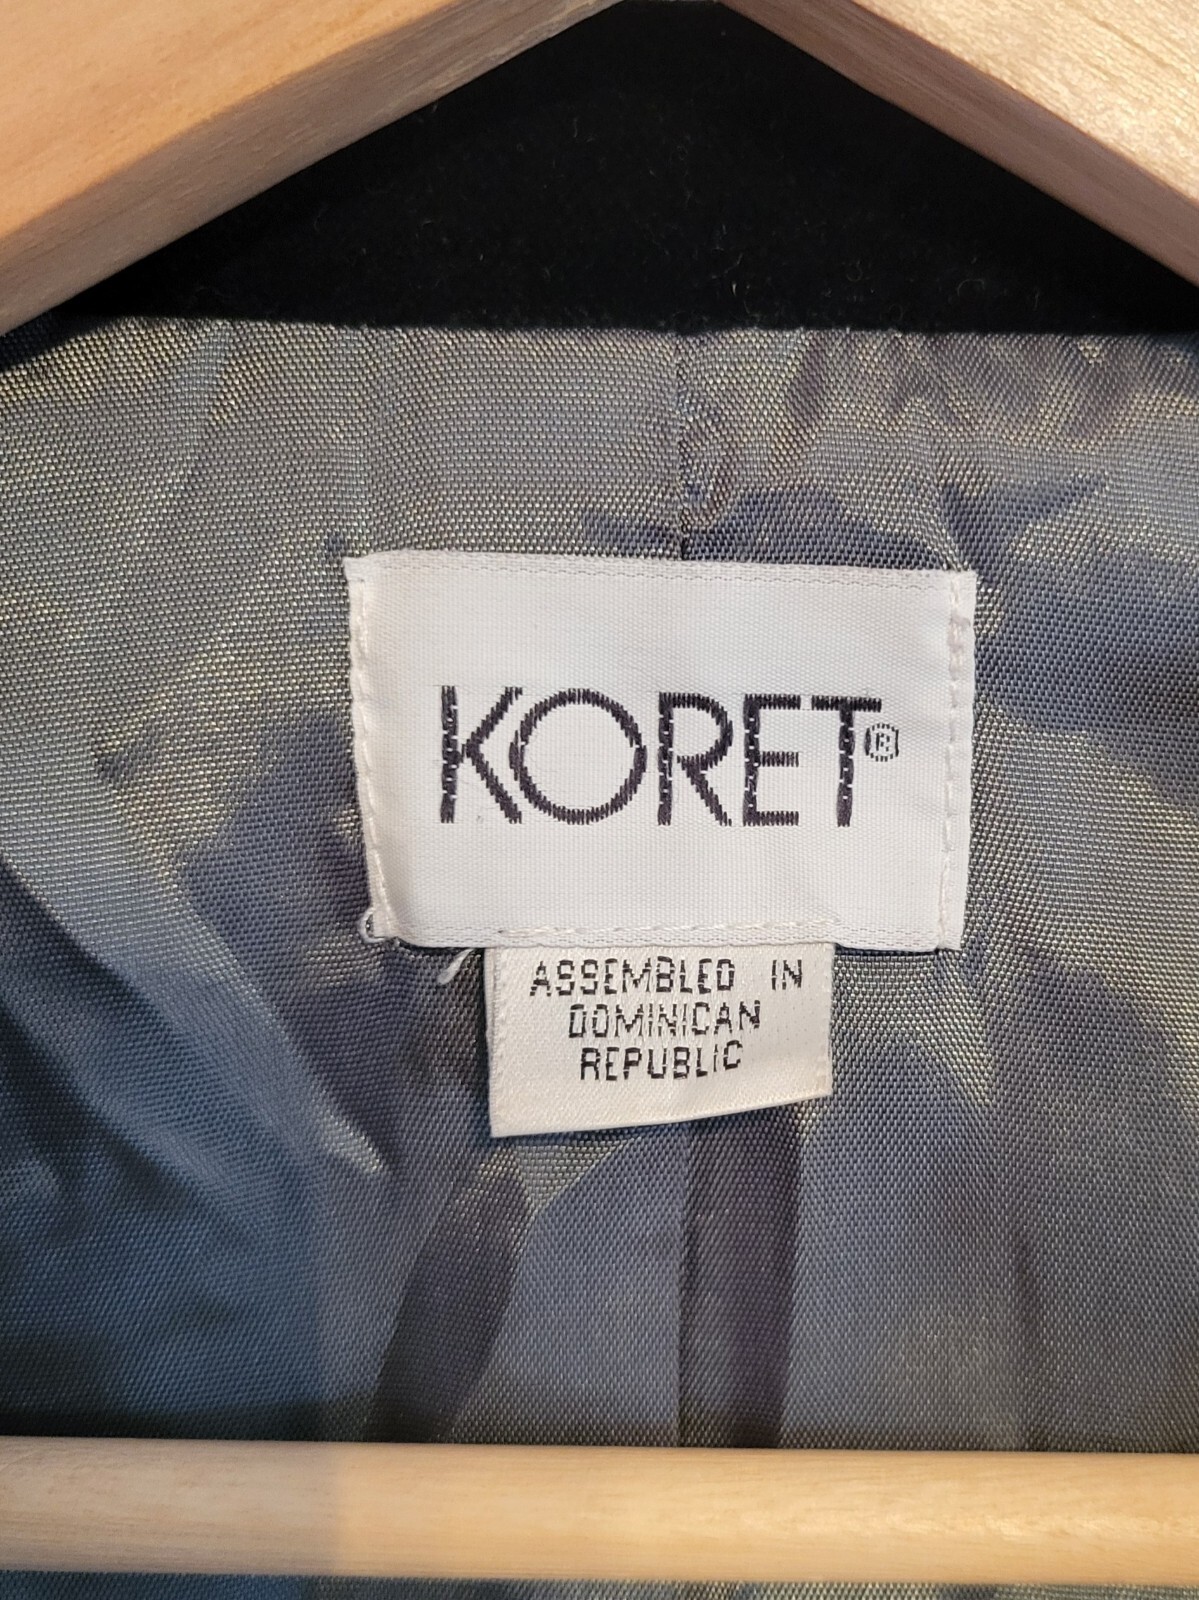 KORET®
ASSEMBLED IN
DOMINICAN
REPUBLIC